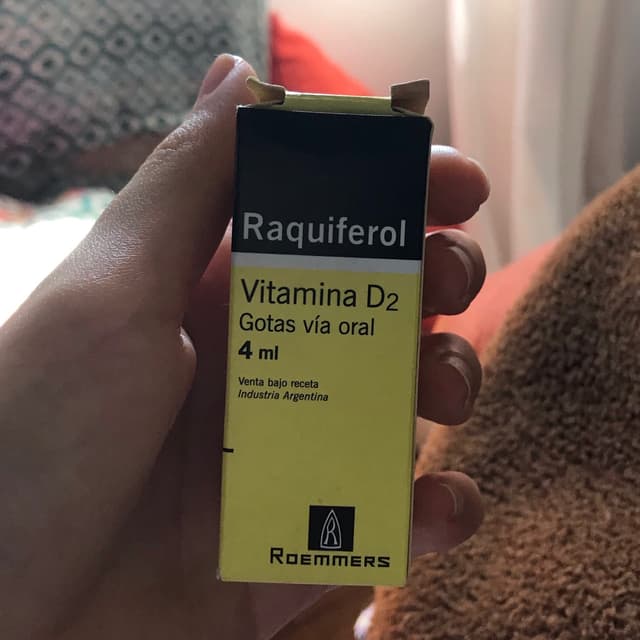 Raquiferol
Vitamina D2
Gotas vía oral
4 ml
Venta bajo receta
Industria Argentina
R
ROEMMERS